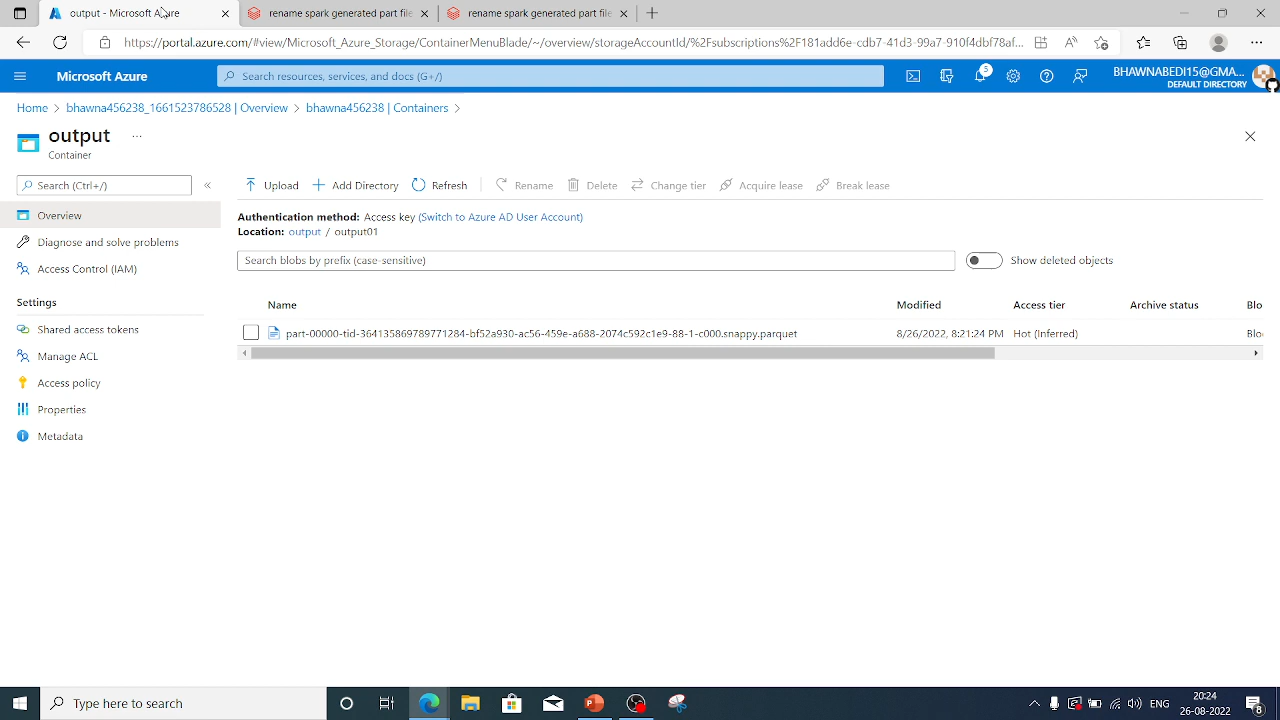 output - Microsoft Azure
rename spark generated part file
rename spark generated part file
https://portal.azure.com/#view/Microsoft_Azure_Storage/ContainerMenuBlade/~/overview/storageAccountId/%2Fsubscriptions%2F181add6e-cdb7-41d3-99a7-910f4dbf78af...
Microsoft Azure
Search resources, services, and docs (G+/)
5
BHAWNABEDI15@GMA...
DEFAULT DIRECTORY
Home > bhawna456238_1661523786528 | Overview > bhawna456238 | Containers >
output ...
Container
Search (Ctrl+/)
«
Upload Add Directory Refresh Rename Delete Change tier Acquire lease Break lease
Overview
Diagnose and solve problems
Access Control (IAM)
Settings
Shared access tokens
Manage ACL
Access policy
Properties
Metadata
Authentication method: Access key (Switch to Azure AD User Account)
Location: output / output01
Search blobs by prefix (case-sensitive)
Show deleted objects
Name Modified Access tier Archive status Blo
part-00000-tid-364135869789771284-bf52a930-ac56-459e-a688-2074c592c1e9-88-1-c000.snappy.parquet 8/26/2022, 8:21:24 PM Hot (Inferred) Blo
Type here to search
ENG
20:24
26-08-2022
8